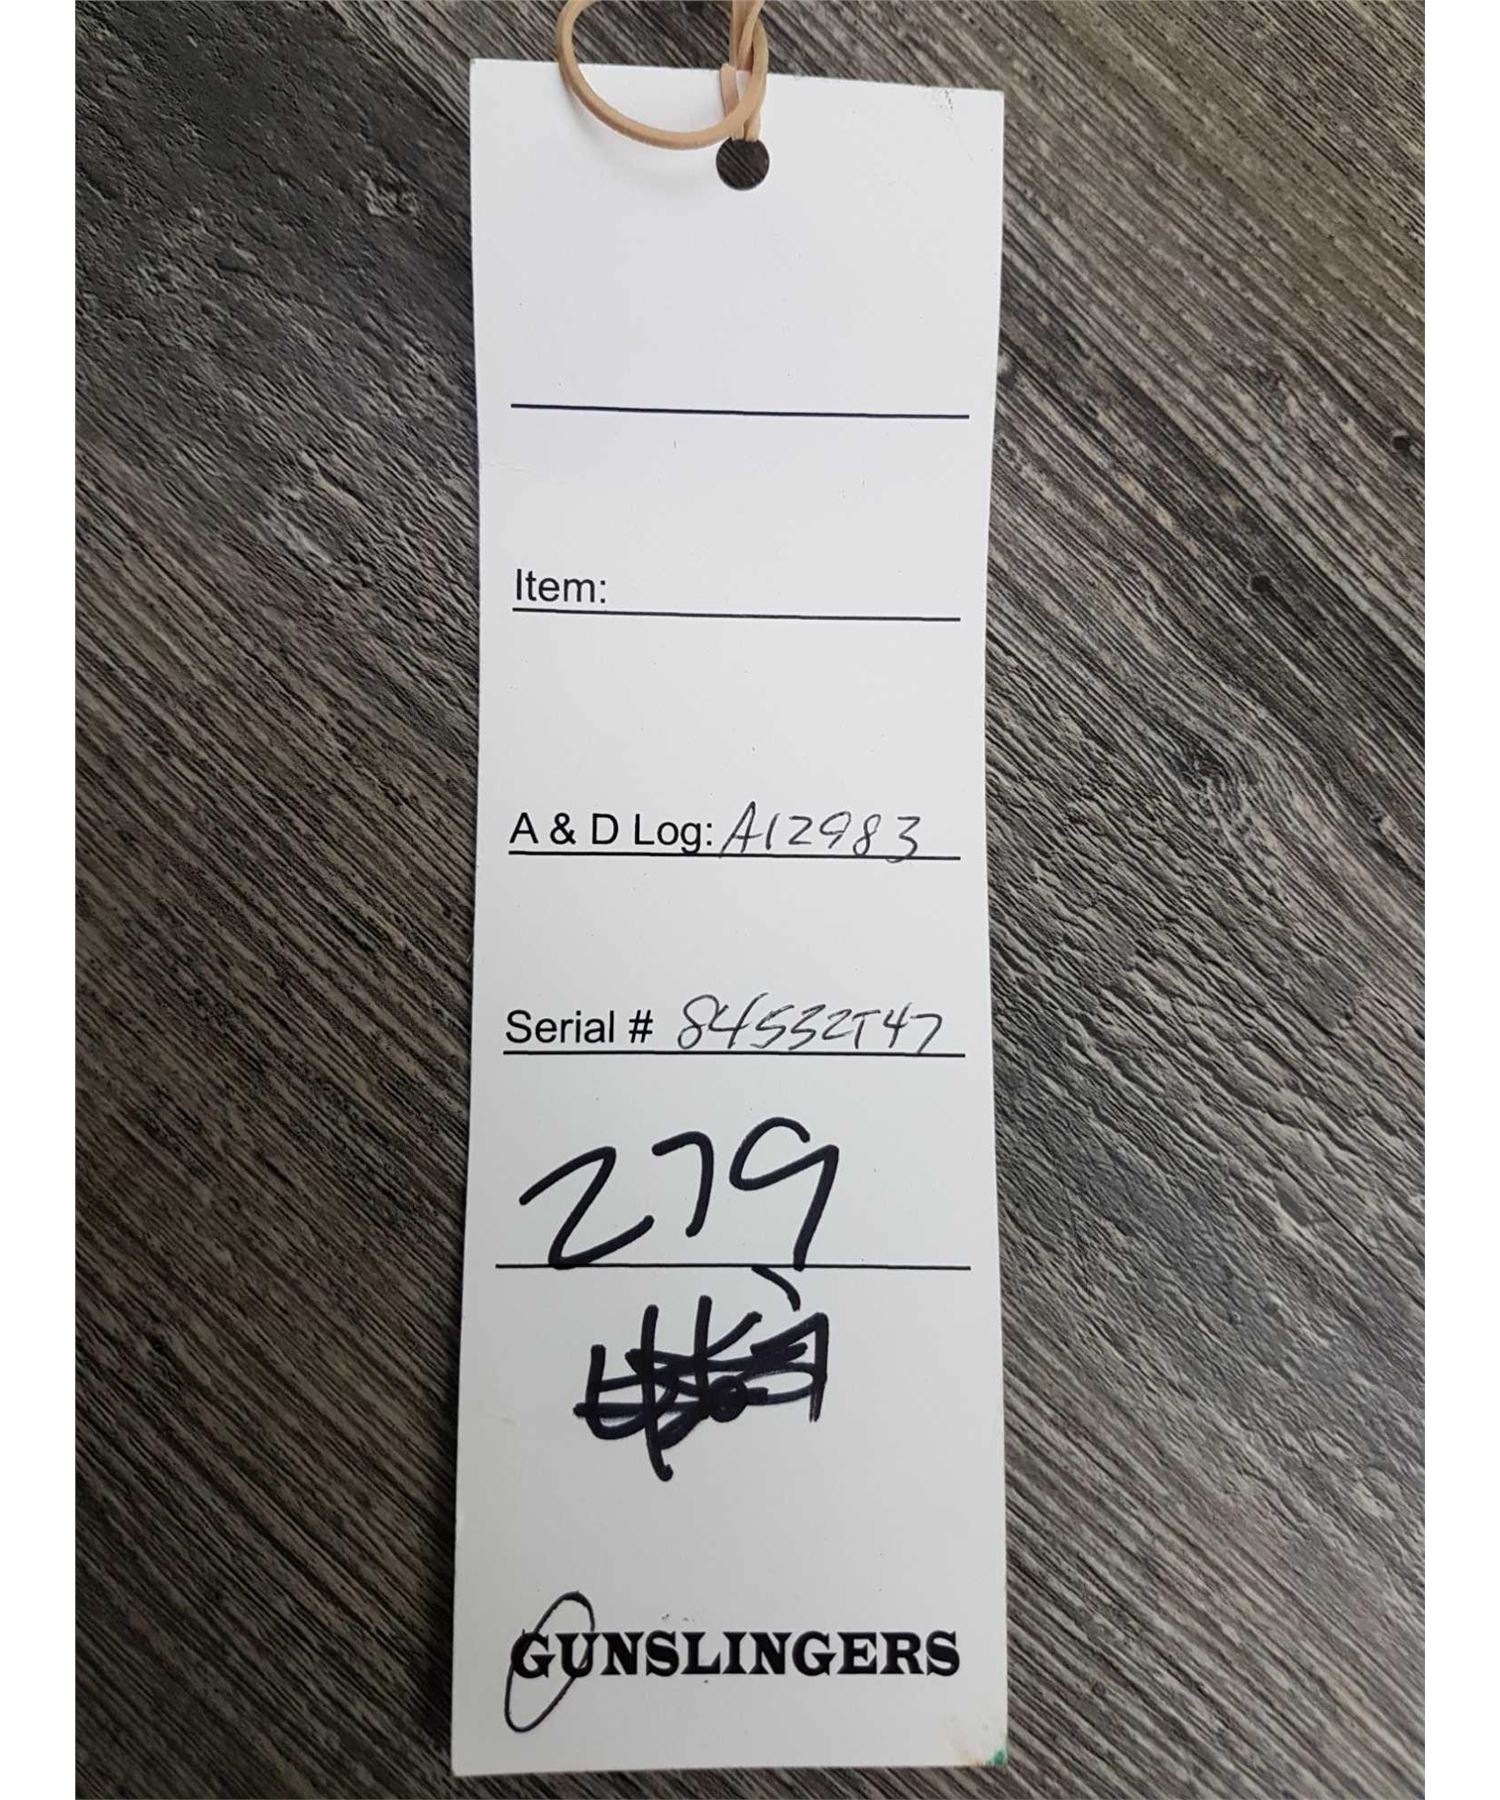 Item:
A & D Log: A12983
Serial # 84532T47
279
GUNSLINGERS